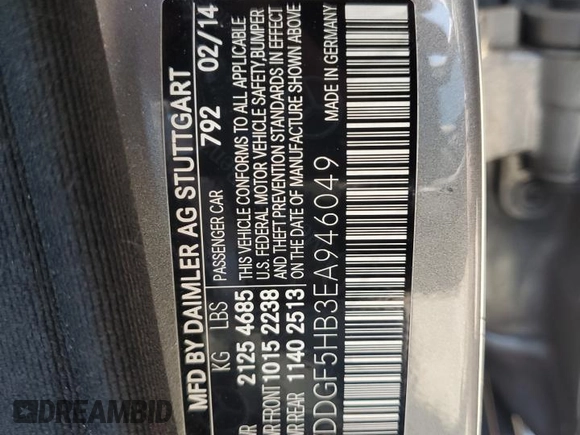 MFD BY DAIMLER AG STUTTGART
PASSENGER CAR 792 02/14
KG LBS
2125 4685
FRONT 1015 2238
REAR 1140 2513
THIS VEHICLE CONFORMS TO ALL APPLICABLE
U.S. FEDERAL MOTOR VEHICLE SAFETY, BUMPER
AND THEFT PREVENTION STANDARDS IN EFFECT
ON THE DATE OF MANUFACTURE SHOWN ABOVE
DDGF5HB3EA946049
MADE IN GERMANY
DREAMBID